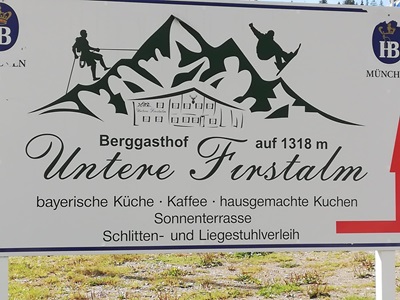 HB
HB
MÜNCH
Berggasthof auf 1318 m
Untere Firstalm
bayerische Küche · Kaffee · hausgemachte Kuchen
Sonnenterrasse
Schlitten- und Liegestuhlverleih